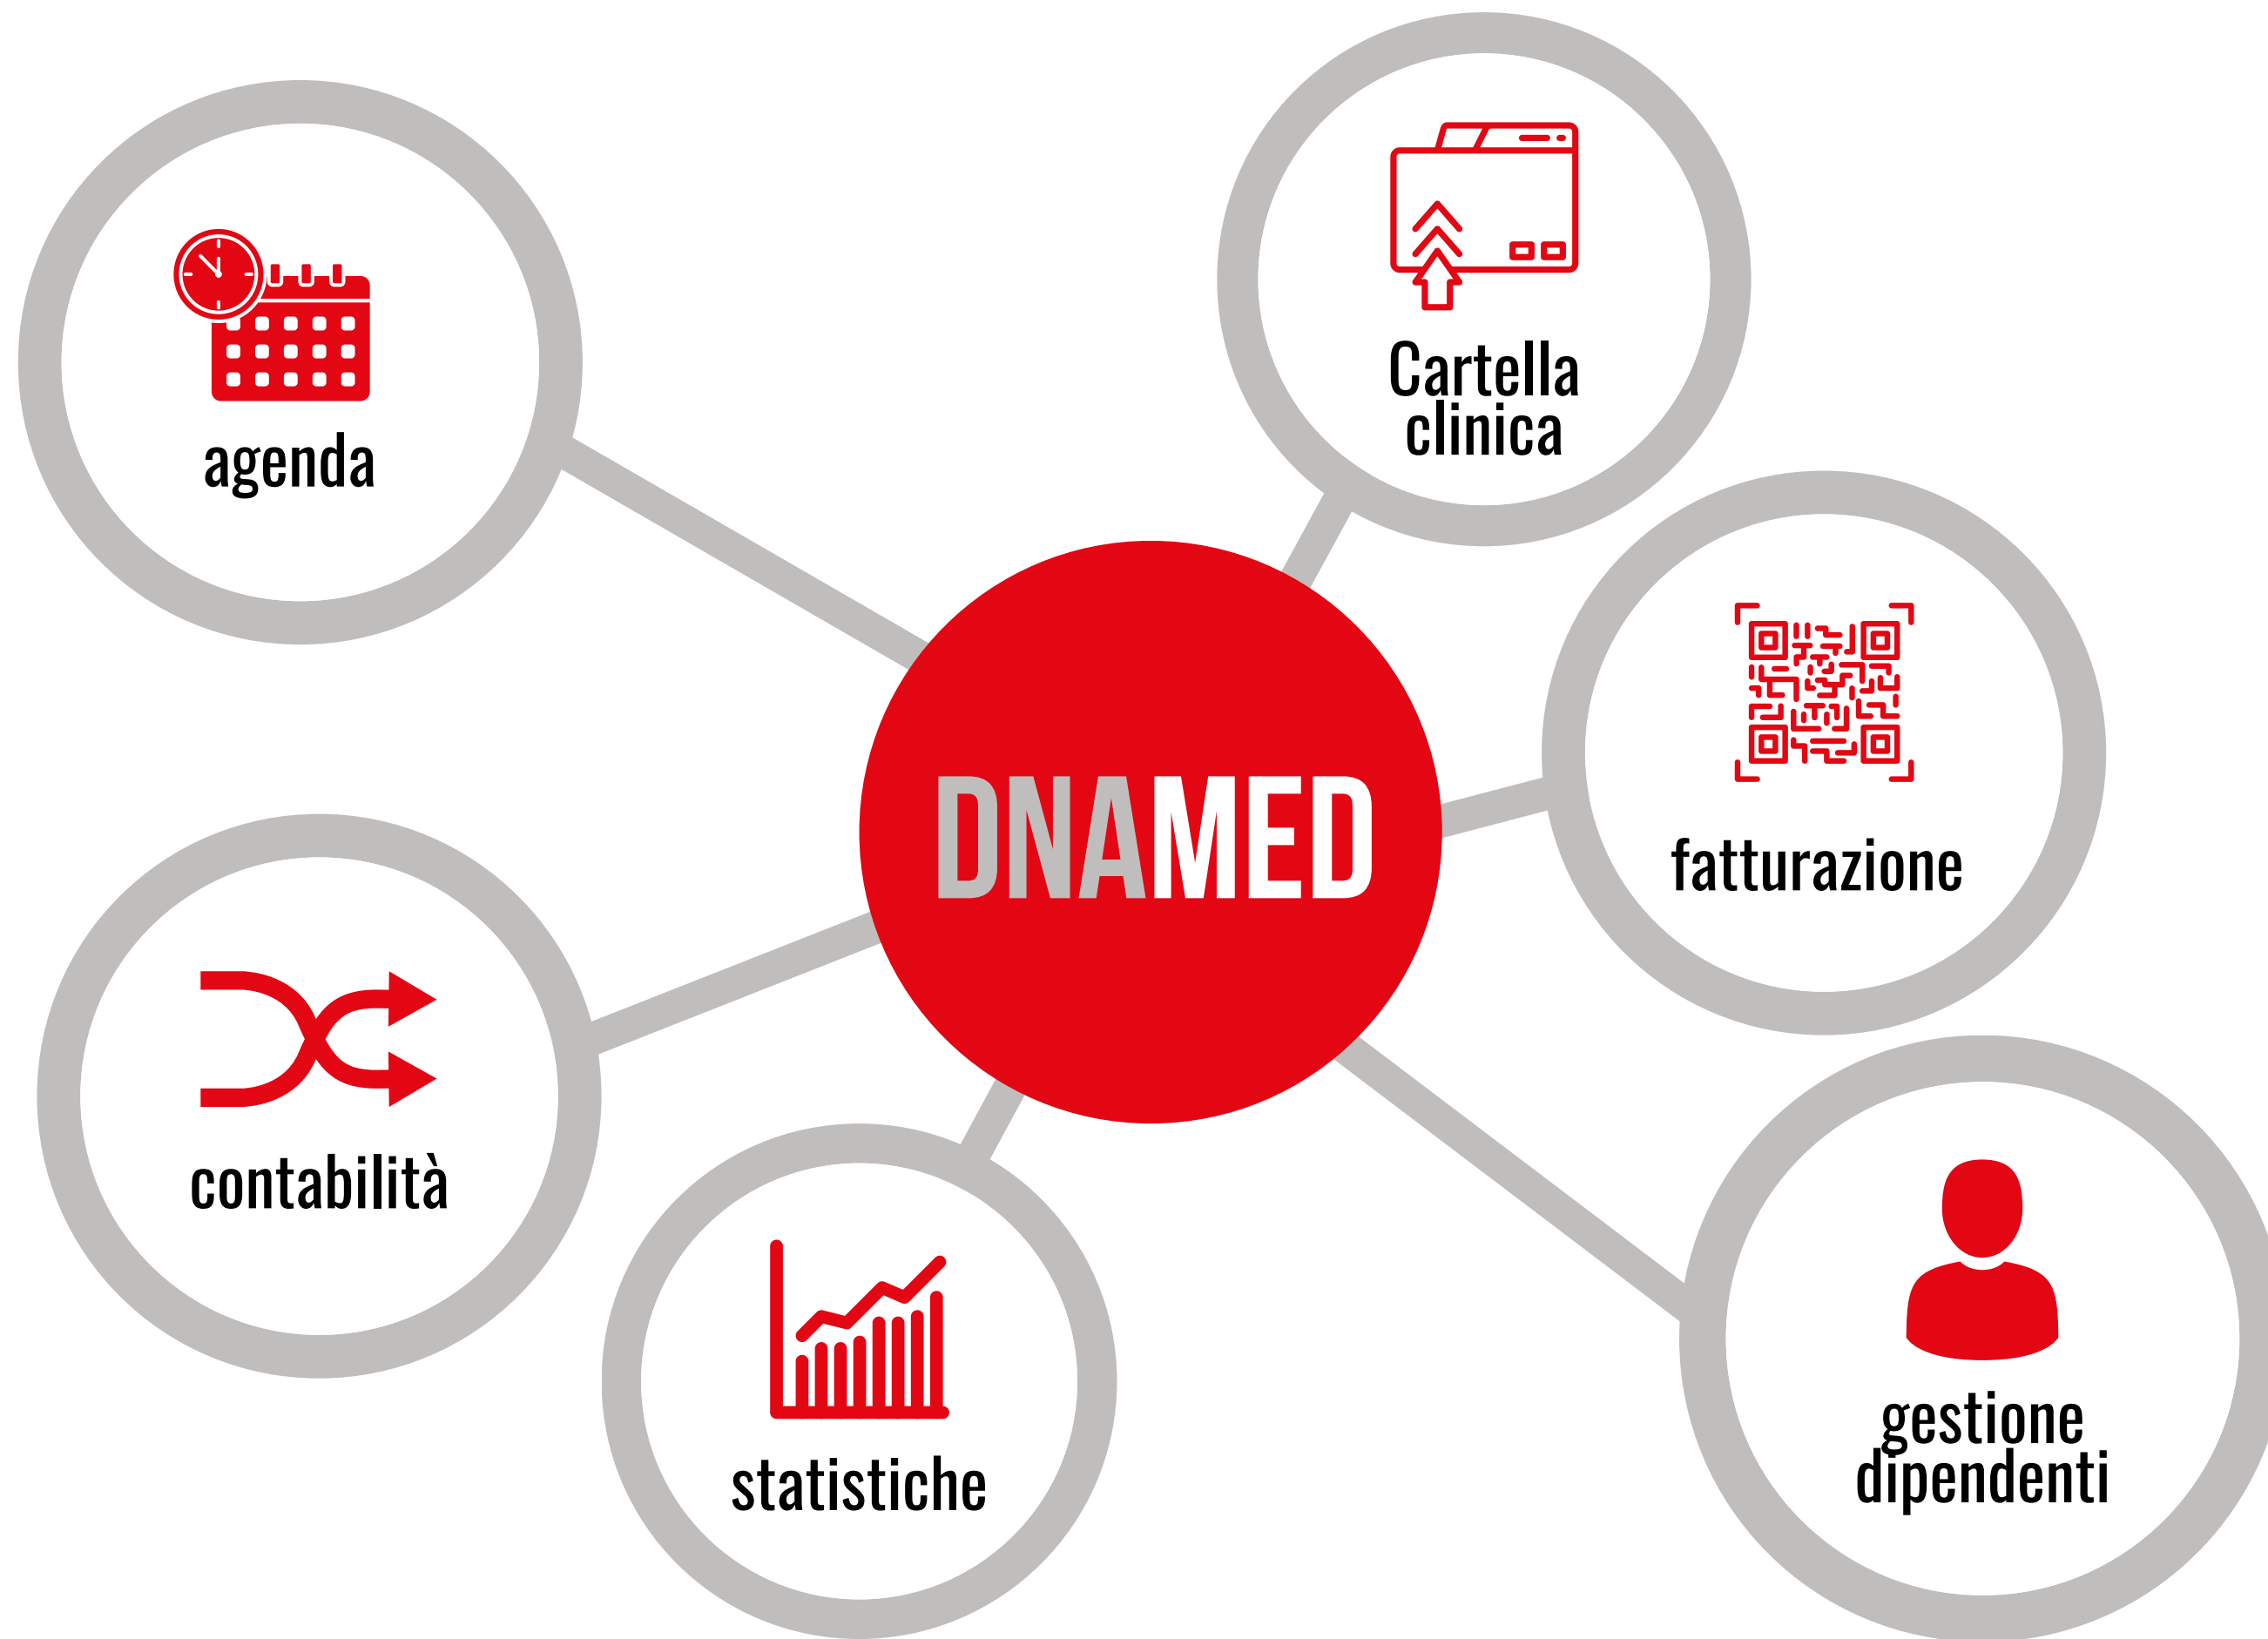 Cartella
clinica
agenda
DNAMED
fatturazione
contabilità
statistiche
gestione
dipendenti